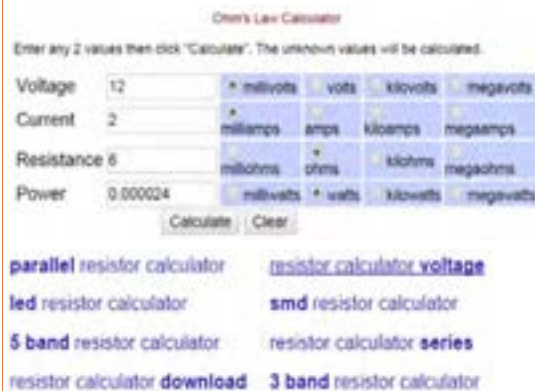 Ohm's Law Calculator
Enter any 2 values then click "Calculate". The unknown values will be calculated.
Voltage 12 millivolts volts kilovolts megavolts
Current 2 milliamps amps kiloamps megaamps
Resistance 6 milliohms ohms kilohms megaohms
Power 0.000024 milliwatts watts kilowatts megawatts
Calculate Clear
parallel resistor calculator resistor calculator voltage
led resistor calculator smd resistor calculator
5 band resistor calculator resistor calculator series
resistor calculator download 3 band resistor calculator